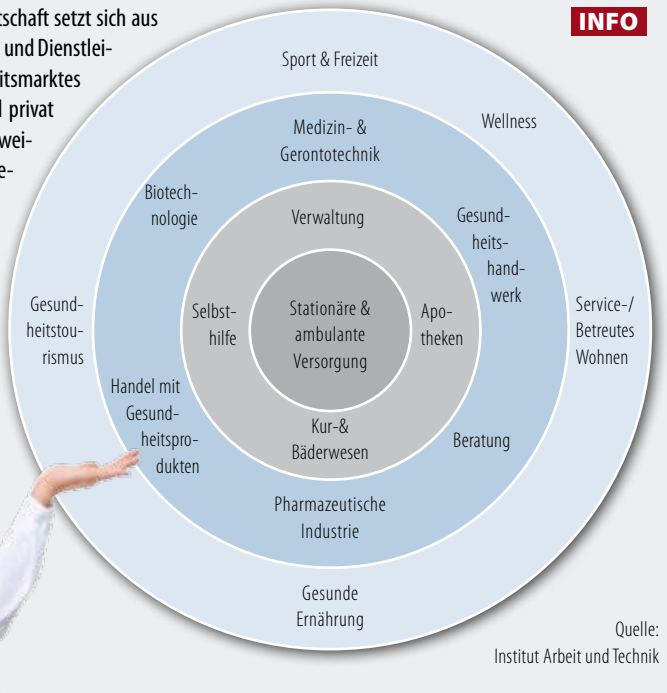 INFO
tschaft setzt sich aus
und Dienstlei-
itsmarktes
privat
wei-
e-
Sport & Freizeit
Wellness
Medizin- &
Gerontotechnik
Biotech-
nologie
Verwaltung
Gesund-
heits-
hand-
werk
Gesund-
heitstou-
rismus
Selbst-
hilfe
Stationäre &
ambulante
Versorgung
Apo-
theken
Service-/
Betreutes
Wohnen
Handel mit
Gesund-
heitspro-
dukten
Kur-&
Bäderwesen
Beratung
Pharmazeutische
Industrie
Gesunde
Ernährung
Quelle:
Institut Arbeit und Technik